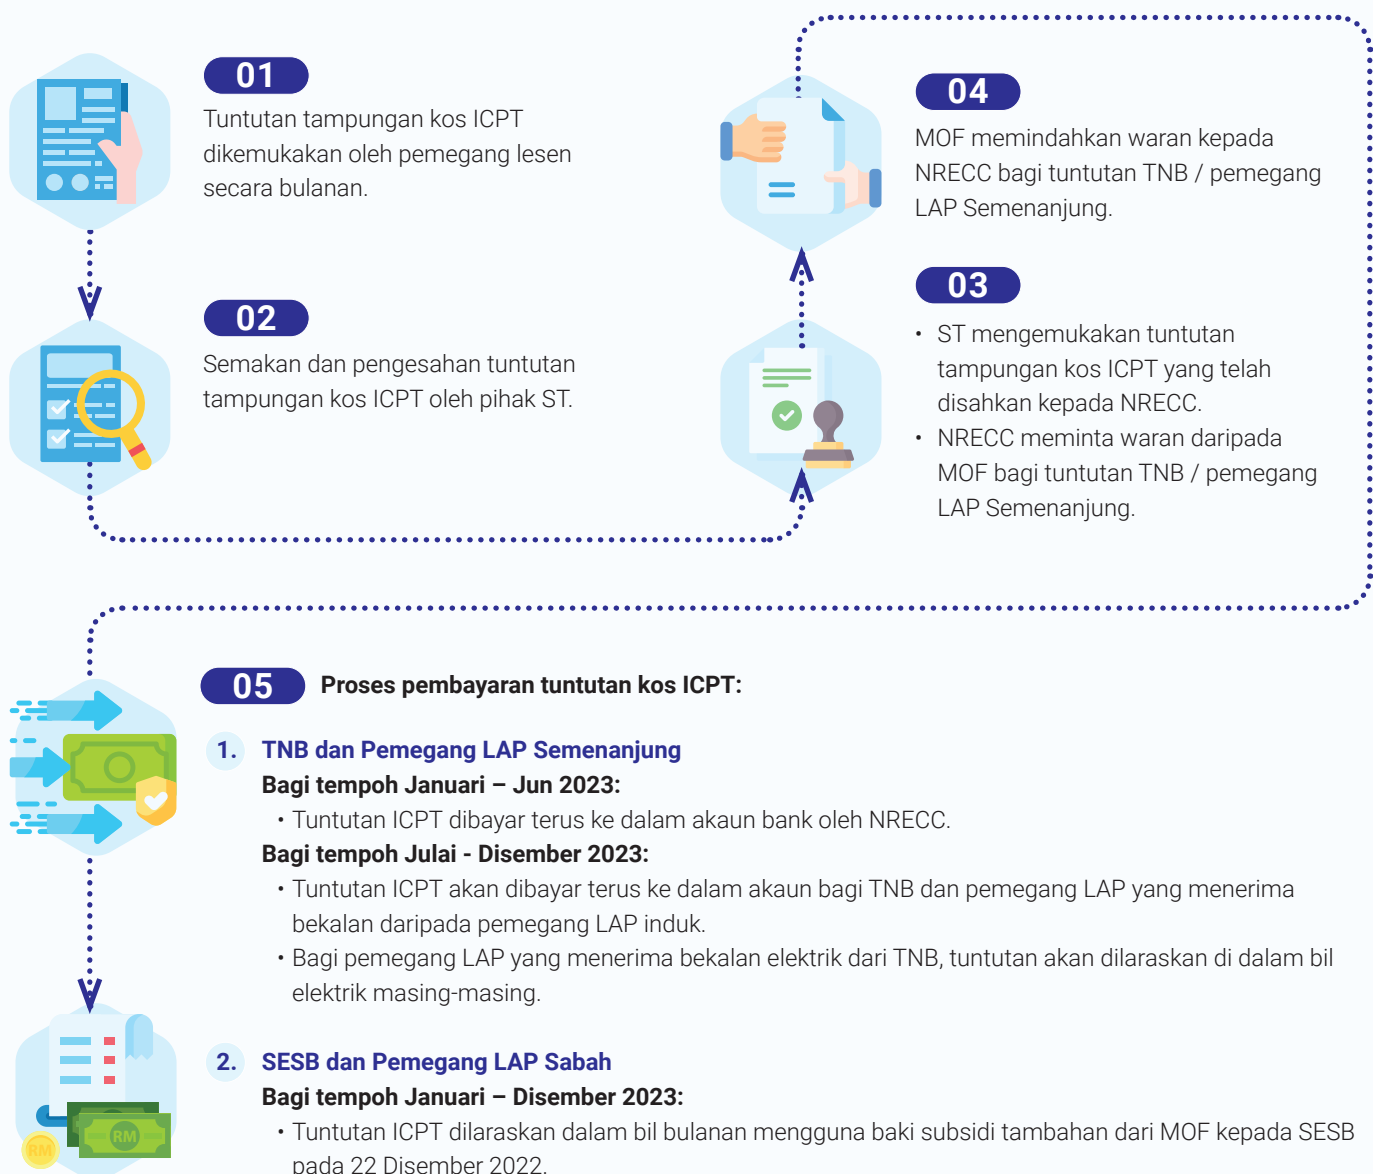 01
Tuntutan tampungan kos ICPT
dikemukakan oleh pemegang lesen
secara bulanan.
02
Semakan dan pengesahan tuntutan
tampungan kos ICPT oleh pihak ST.
03
• ST mengemukakan tuntutan
tampungan kos ICPT yang telah
disahkan kepada NRECC.
• NRECC meminta waran daripada
MOF bagi tuntutan TNB / pemegang
LAP Semenanjung.
04
MOF memindahkan waran kepada
NRECC bagi tuntutan TNB / pemegang
LAP Semenanjung.
05 Proses pembayaran tuntutan kos ICPT:
1. TNB dan Pemegang LAP Semenanjung
Bagi tempoh Januari – Jun 2023:
• Tuntutan ICPT dibayar terus ke dalam akaun bank oleh NRECC.
Bagi tempoh Julai - Disember 2023:
• Tuntutan ICPT akan dibayar terus ke dalam akaun bagi TNB dan pemegang LAP yang menerima
bekalan daripada pemegang LAP induk.
• Bagi pemegang LAP yang menerima bekalan elektrik dari TNB, tuntutan akan dilaraskan di dalam bil
elektrik masing-masing.
2. SESB dan Pemegang LAP Sabah
Bagi tempoh Januari – Disember 2023:
• Tuntutan ICPT dilaraskan dalam bil bulanan mengguna baki subsidi tambahan dari MOF kepada SESB
pada 22 Disember 2022.
RM
RM